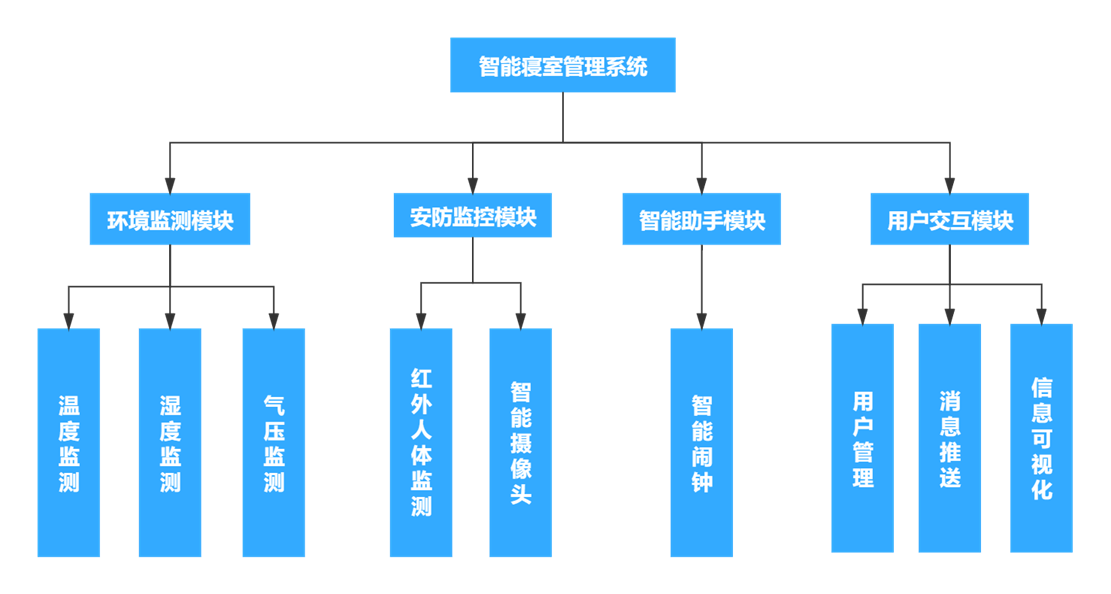 智能寝室管理系统
环境监测模块
安防监控模块
智能助手模块
用户交互模块
温度监测
湿度监测
气压监测
红外人体监测
智能摄像头
智能闹钟
用户管理
消息推送
信息可视化